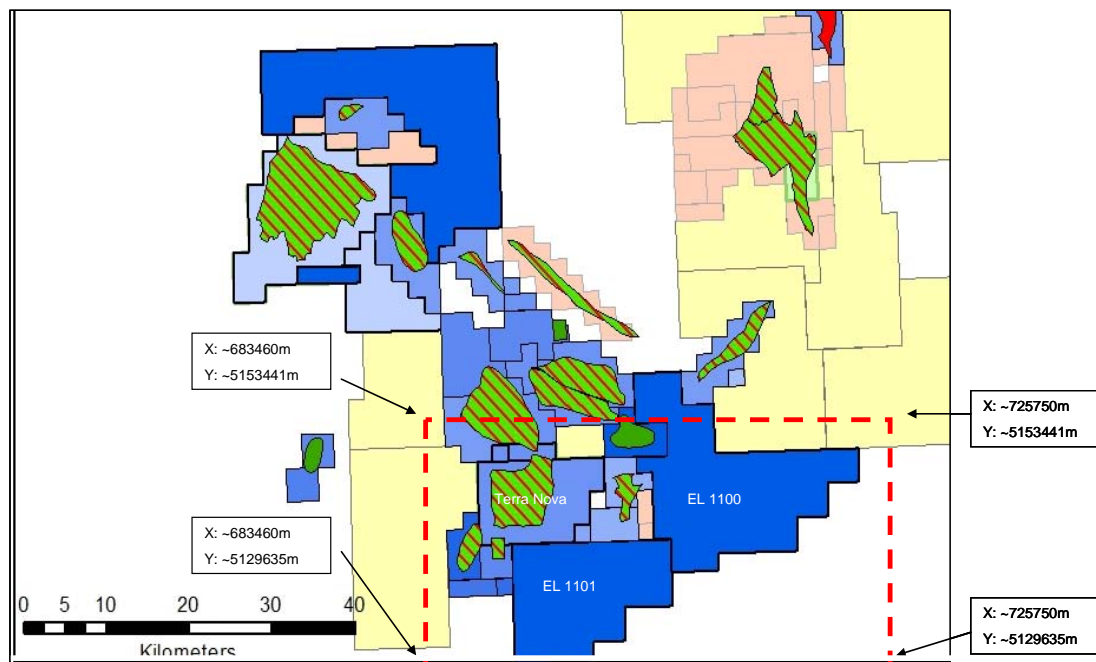 X: ~683460m
Y: ~5153441m
X: ~725750m
Y: ~5153441m
Terra Nova
EL 1100
X: ~683460m
Y: ~5129635m
EL 1101
0 5 10 20 30 40
Kilometers
X: ~725750m
Y: ~5129635m